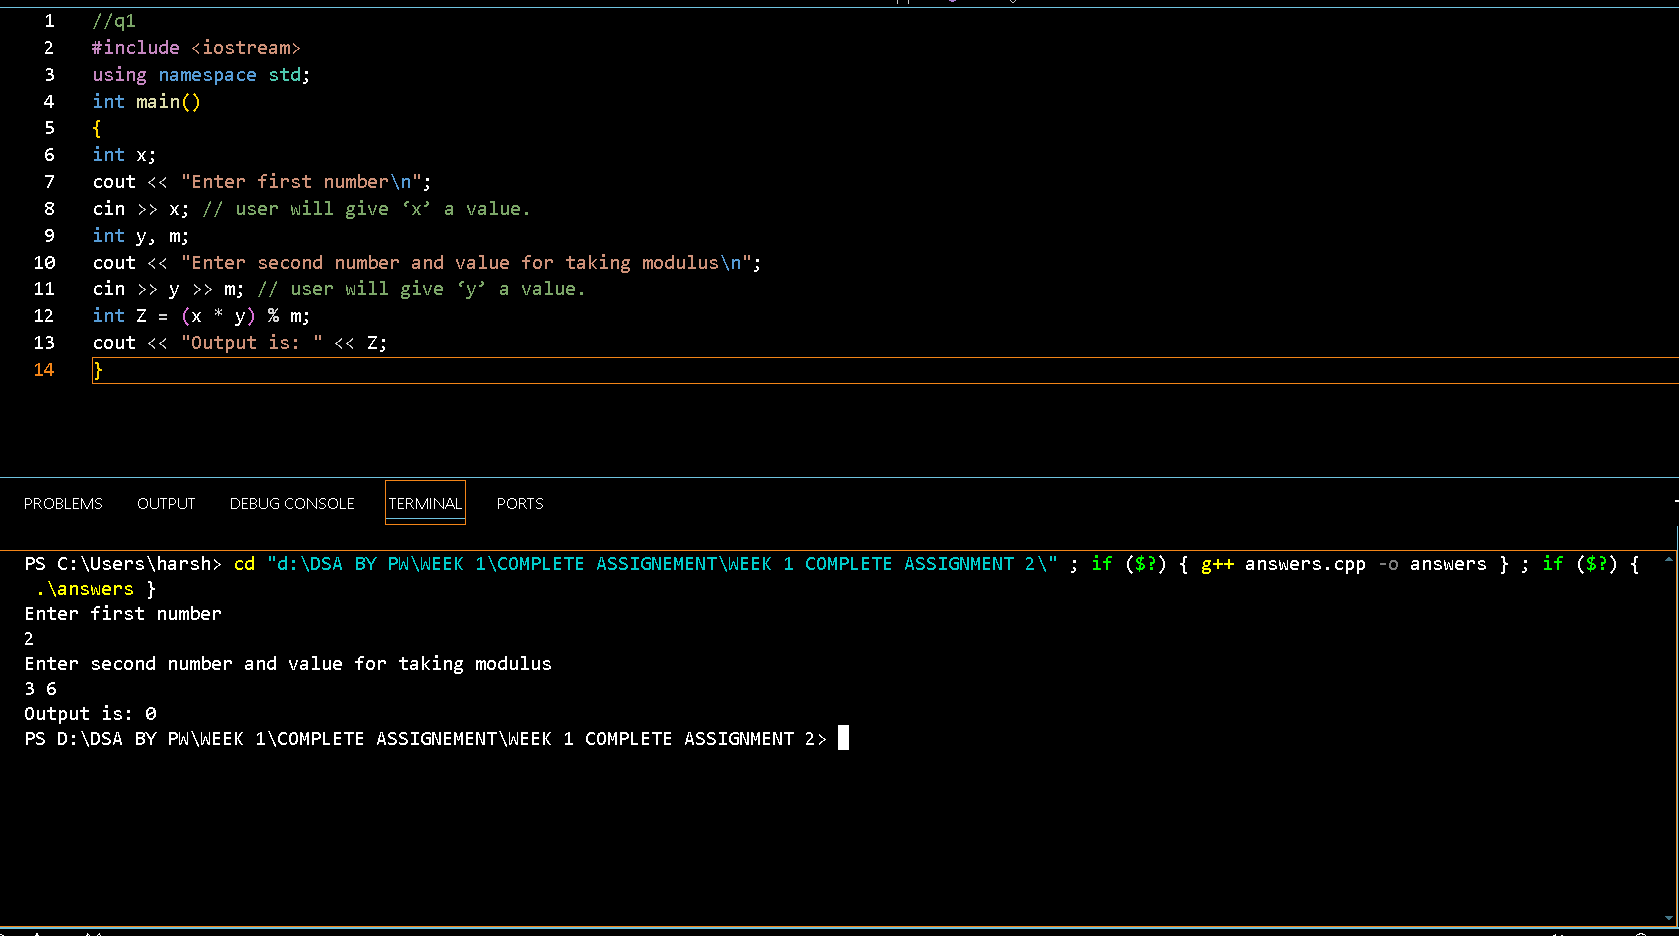 1 //q1
2 #include <iostream>
3 using namespace std;
4 int main()
5 {
6 int x;
7 cout << "Enter first number\n";
8 cin >> x; // user will give ‘x’ a value.
9 int y, m;
10 cout << "Enter second number and value for taking modulus\n";
11 cin >> y >> m; // user will give ‘y’ a value.
12 int Z = (x * y) % m;
13 cout << "Output is: " << Z;
14 }
PROBLEMS OUTPUT DEBUG CONSOLE TERMINAL PORTS
PS C:\Users\harsh> cd "d:\DSA BY PW\WEEK 1\COMPLETE ASSIGNEMENT\WEEK 1 COMPLETE ASSIGNMENT 2\" ; if ($?) { g++ answers.cpp -o answers } ; if ($?) {
.\answers }
Enter first number
2
Enter second number and value for taking modulus
3 6
Output is: 0
PS D:\DSA BY PW\WEEK 1\COMPLETE ASSIGNEMENT\WEEK 1 COMPLETE ASSIGNMENT 2>